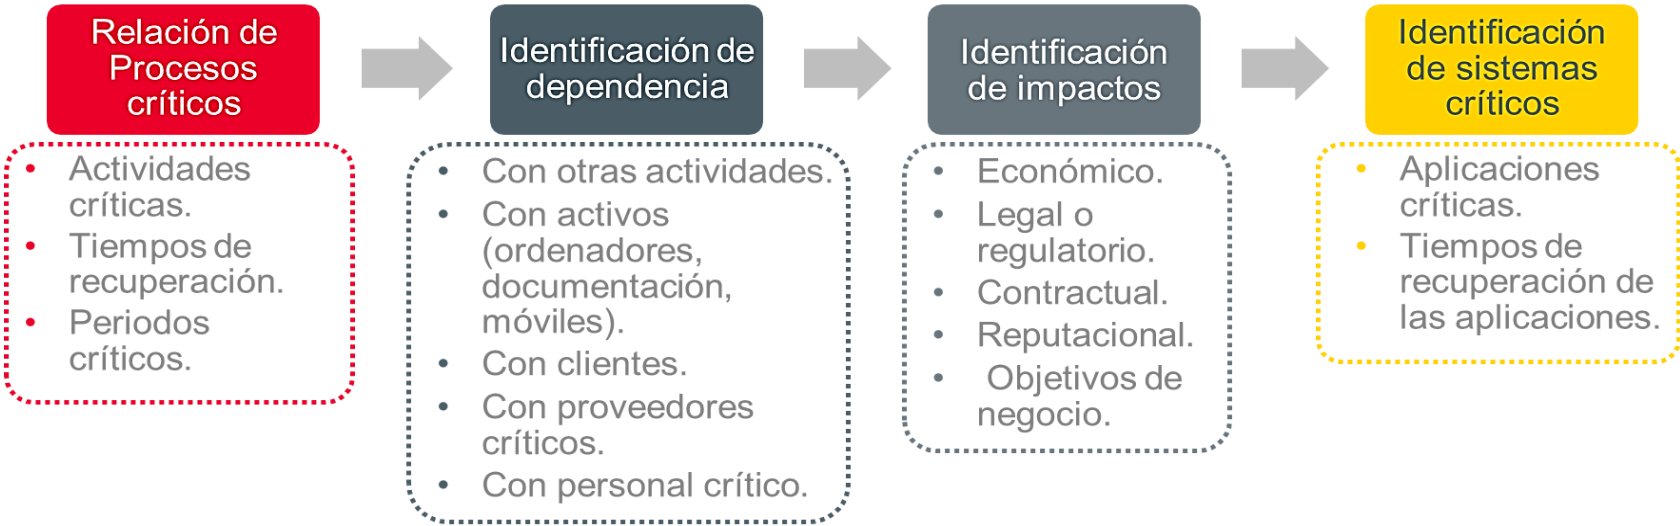 Relación de
Procesos
críticos
• Actividades
críticas.
• Tiempos de
recuperación.
• Periodos
críticos.
Identificación de
dependencia
• Con otras actividades.
• Con activos
(ordenadores,
documentación,
móviles).
• Con clientes.
• Con proveedores
críticos.
• Con personal crítico.
Identificación
de impactos
• Económico.
• Legal o
regulatorio.
• Contractual.
• Reputacional.
• Objetivos de
negocio.
Identificación
de sistemas
críticos
• Aplicaciones
críticas.
• Tiempos de
recuperación de
las aplicaciones.